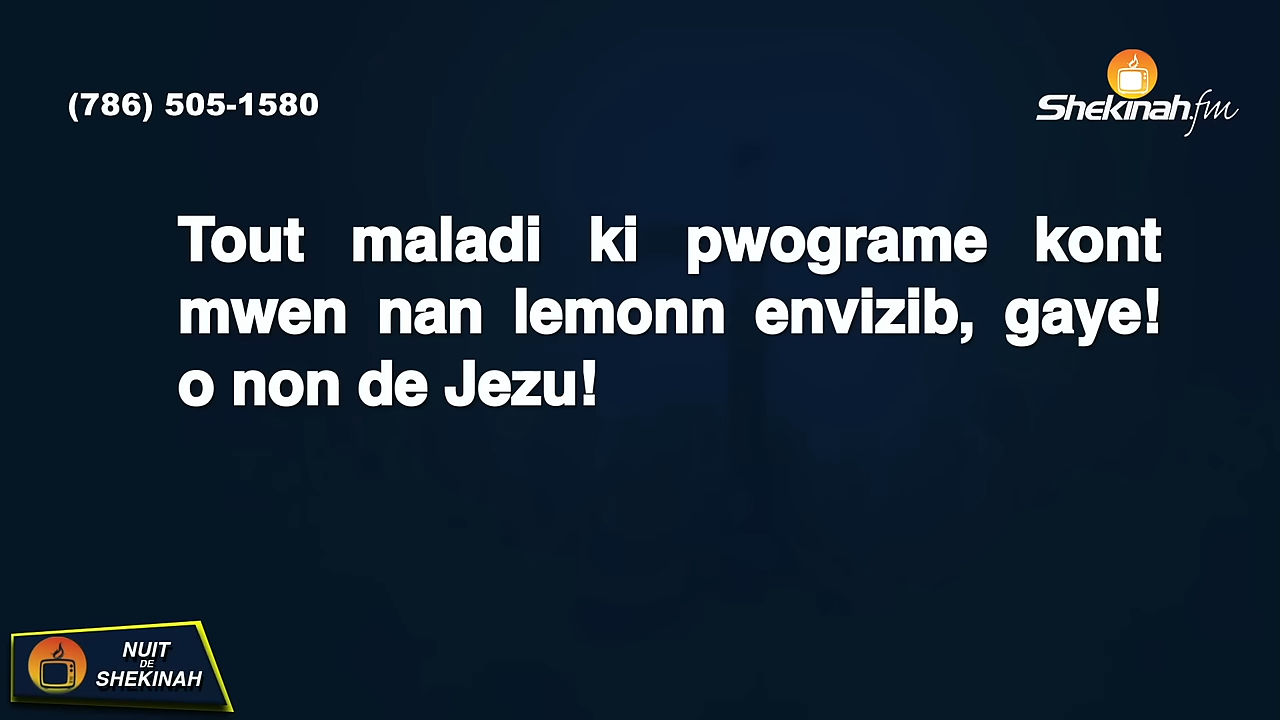 (786) 505-1580
Shekinah.fm
Tout maladi ki pwograme kont
mwen nan lemonn envizib, gaye!
o non de Jezu!
NUIT
DE
SHEKINAH